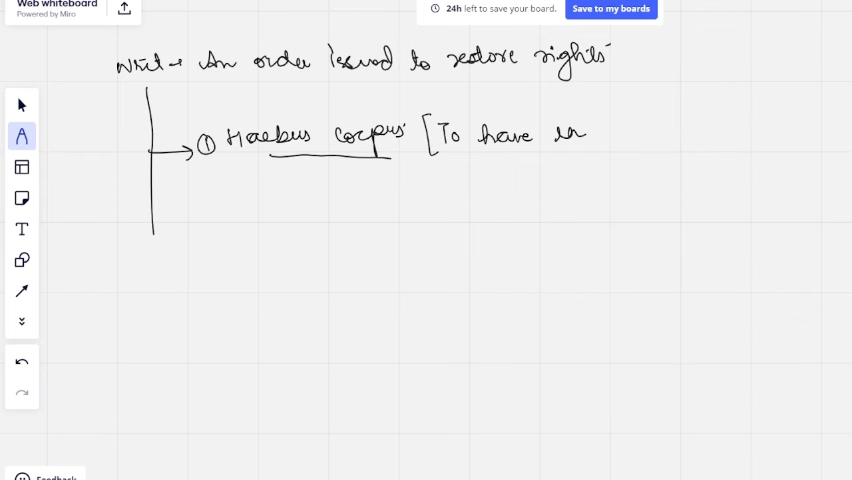 Web whiteboard
Powered by Miro
24h left to save your board.
Save to my boards
Writ → An order issued to restore rights
① Haebus corpus [To have in
T
Feedback